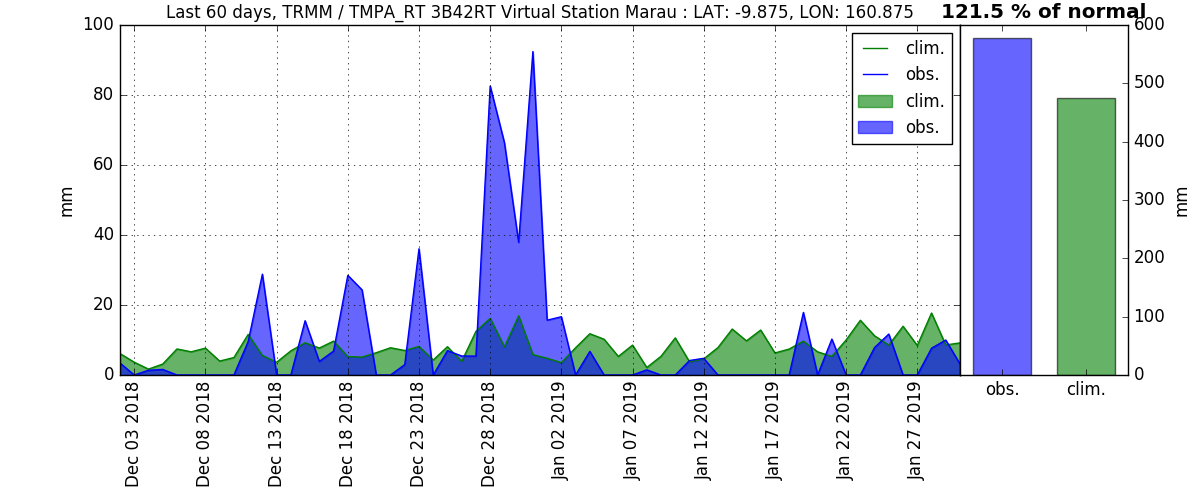 Last 60 days, TRMM / TMPA_RT 3B42RT Virtual Station Marau : LAT: -9.875, LON: 160.875
121.5 % of normal
100
80
60
40
20
0
mm
clim.
obs.
clim.
obs.
600
500
400
300
200
100
0
mm
Dec 03 2018
Dec 08 2018
Dec 13 2018
Dec 18 2018
Dec 23 2018
Dec 28 2018
Jan 02 2019
Jan 07 2019
Jan 12 2019
Jan 17 2019
Jan 22 2019
Jan 27 2019
obs.
clim.